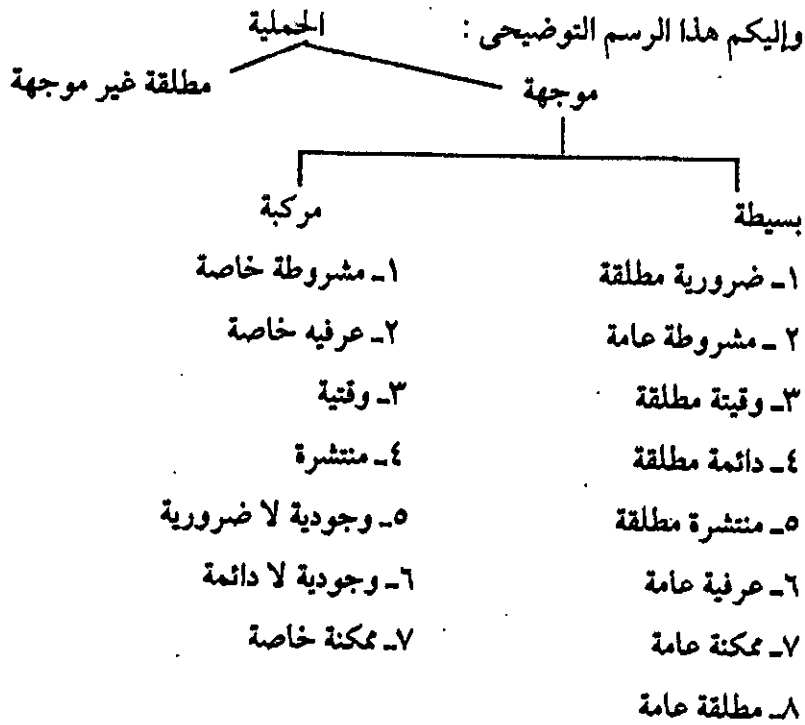 وإليكم هذا الرسم التوضيحى :
الحملية
موجهة
مطلقة غير موجهة
بسيطة
١ـ ضرورية مطلقة
٢ ـ مشروطة عامة
٣ـ وقيتة مطلقة
٤ـ دائمة مطلقة
٥ـ منتشرة مطلقة
٦ـ عرفية عامة
٧ـ ممكنة عامة
٨ـ مطلقة عامة
مركبة
١ـ مشروطة خاصة
٢ـ عرفيه خاصة
٣ـ وقتية
٤ـ منتشرة
٥ـ وجودية لا ضرورية
٦ـ وجودية لا دائمة
٧ـ ممكنة خاصة